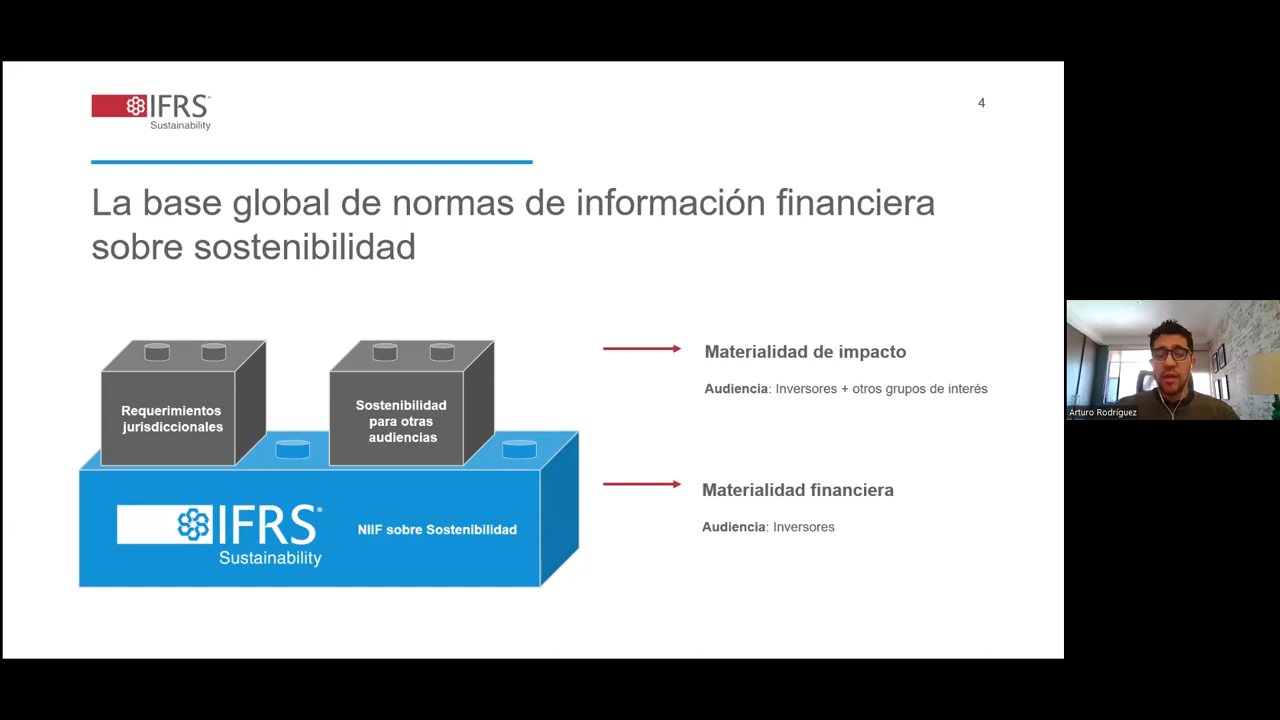 IFRS
Sustainability
4
La base global de normas de información financiera
sobre sostenibilidad
Requerimientos
jurisdiccionales
Sostenibilidad
para otras
audiencias
IFRS
Sustainability
NIIF sobre Sostenibilidad
Materialidad de impacto
Audiencia: Inversores + otros grupos de interés
Materialidad financiera
Audiencia: Inversores
Arturo Rodríguez